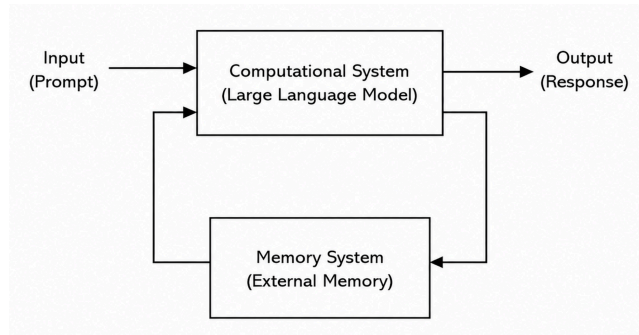 Input
(Prompt)
Computational System
(Large Language Model)
Output
(Response)
Memory System
(External Memory)